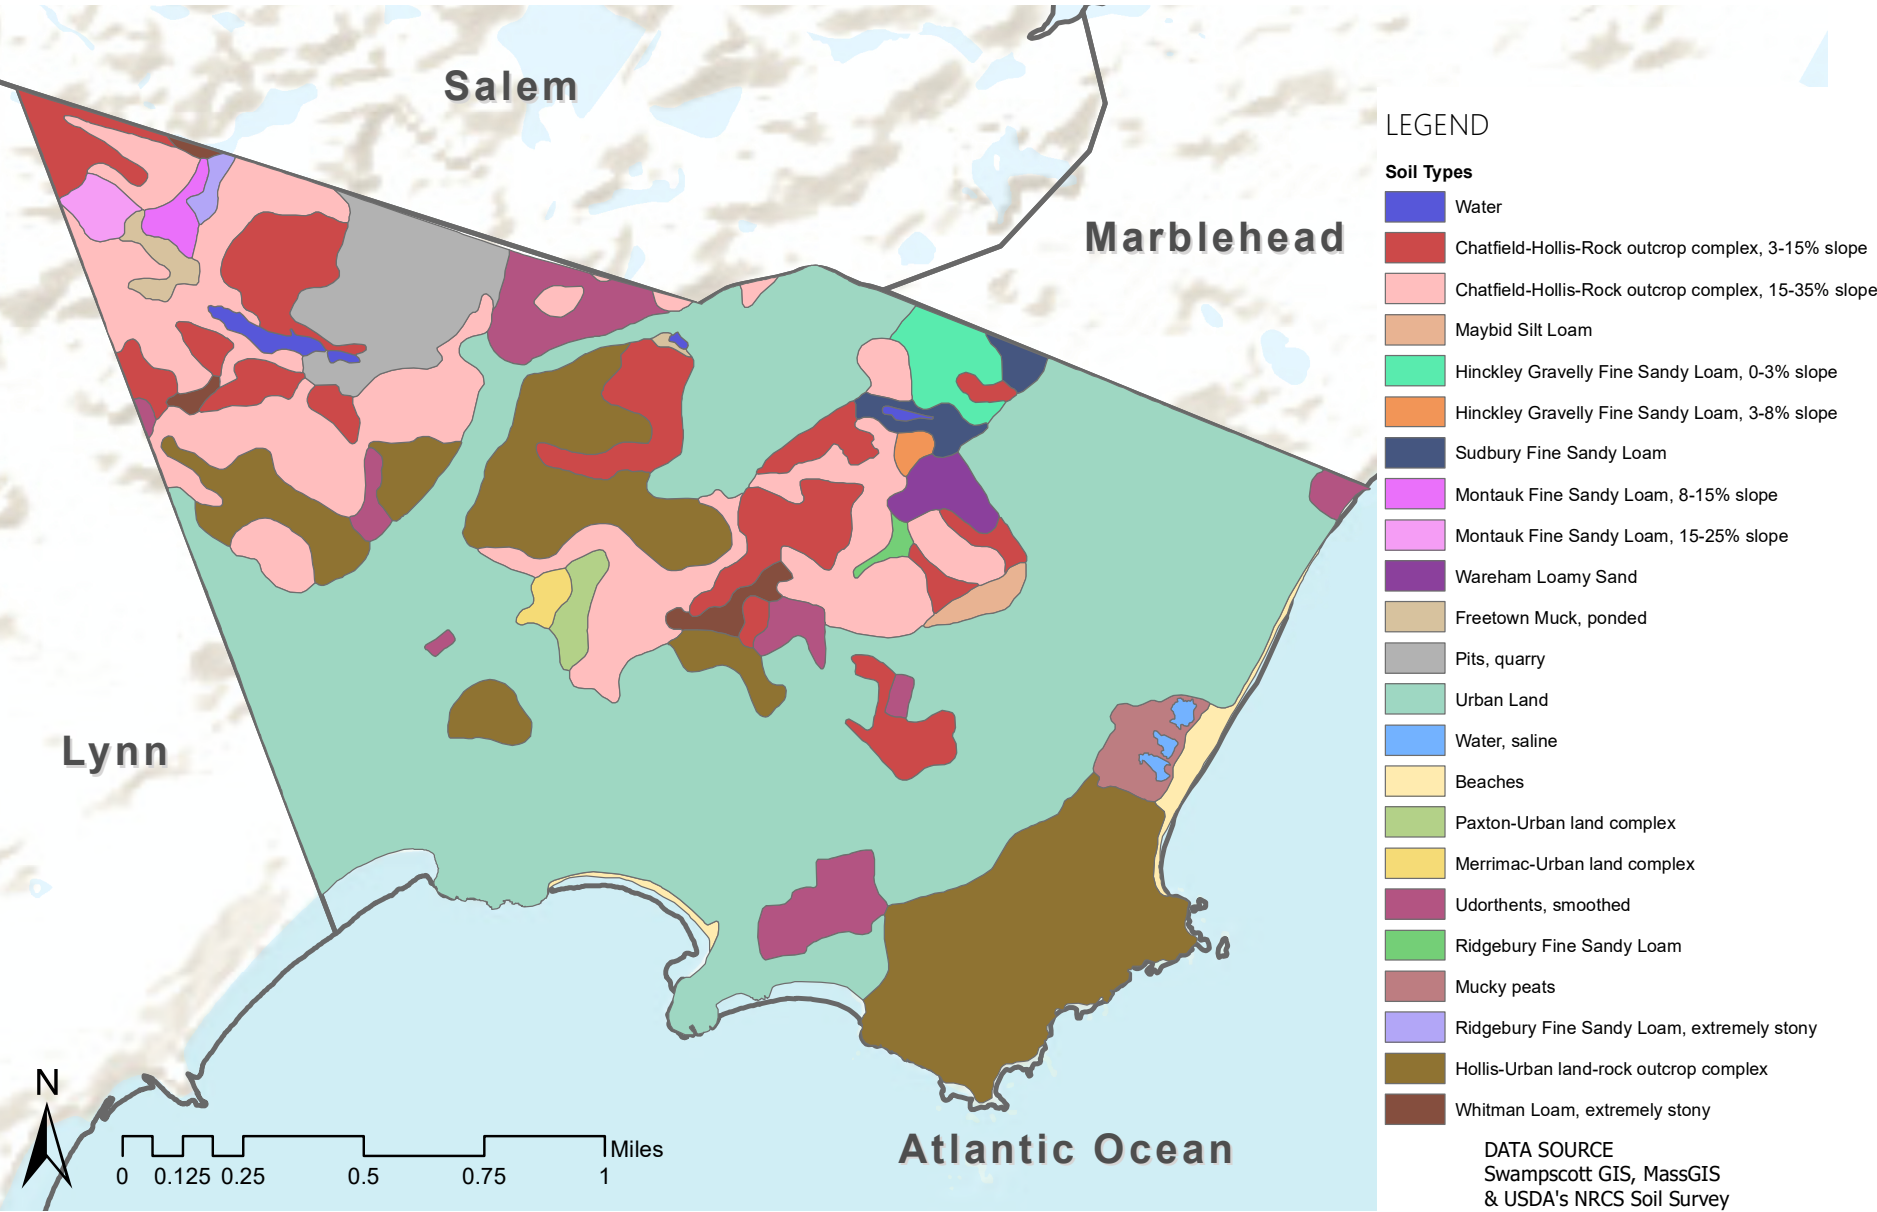 Salem
Marblehead
Lynn
Atlantic Ocean
N
0 0.125 0.25 0.5 0.75 1 Miles
LEGEND
Soil Types
Water
Chatfield-Hollis-Rock outcrop complex, 3-15% slope
Chatfield-Hollis-Rock outcrop complex, 15-35% slope
Maybid Silt Loam
Hinckley Gravelly Fine Sandy Loam, 0-3% slope
Hinckley Gravelly Fine Sandy Loam, 3-8% slope
Sudbury Fine Sandy Loam
Montauk Fine Sandy Loam, 8-15% slope
Montauk Fine Sandy Loam, 15-25% slope
Wareham Loamy Sand
Freetown Muck, ponded
Pits, quarry
Urban Land
Water, saline
Beaches
Paxton-Urban land complex
Merrimac-Urban land complex
Udorthents, smoothed
Ridgebury Fine Sandy Loam
Mucky peats
Ridgebury Fine Sandy Loam, extremely stony
Hollis-Urban land-rock outcrop complex
Whitman Loam, extremely stony
DATA SOURCE
Swampscott GIS, MassGIS
& USDA's NRCS Soil Survey